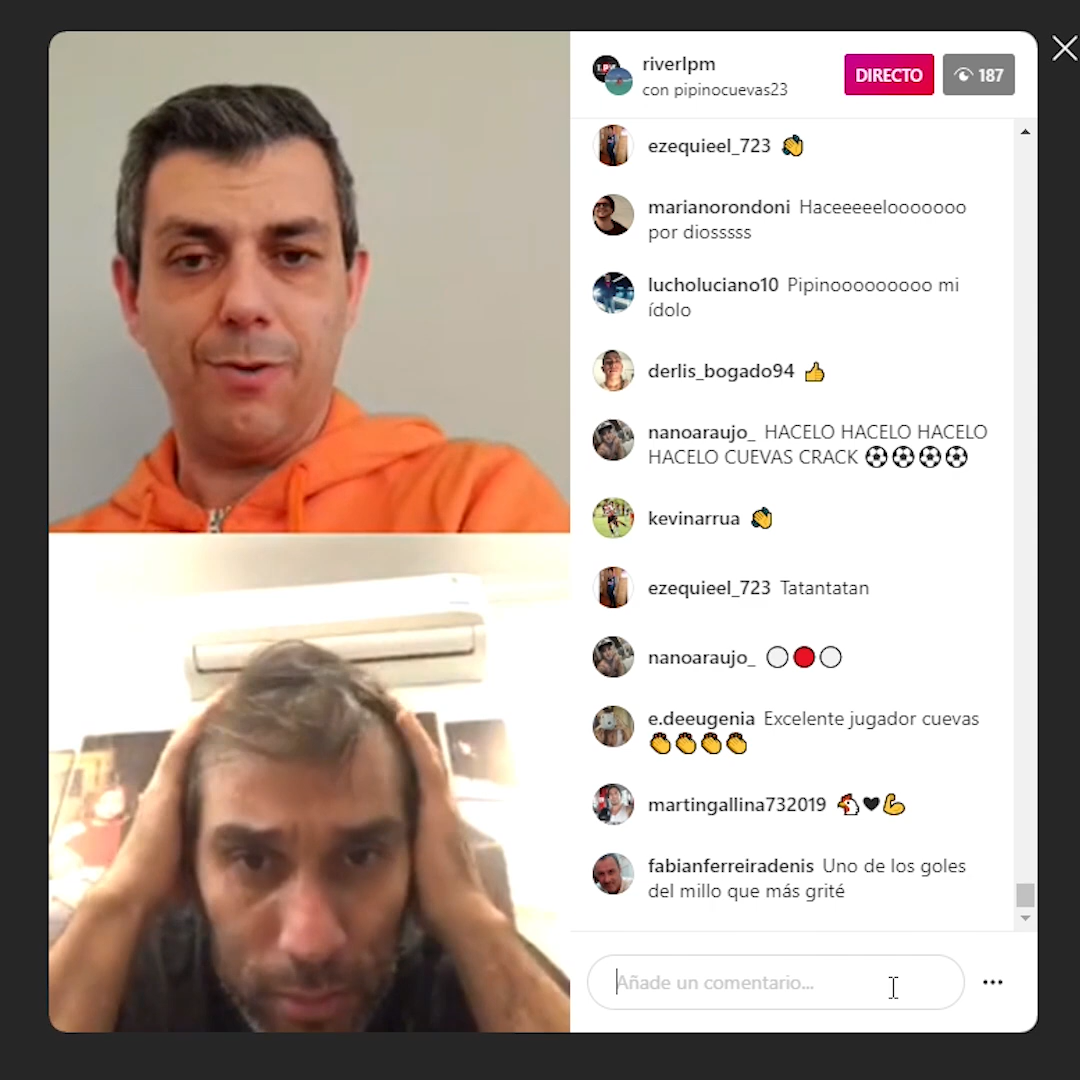 riverlpm
con pipinocuevas23
DIRECTO
187
ezequieel_723 👏
marianorondoni Haceeeeelooooooo
por diosssss
lucholuciano10 Pipinooooooooo mi
ídolo
derlis_bogado94 👍
nanoaraujo_ HACELO HACELO HACELO
HACELO CUEVAS CRACK ⚽⚽⚽⚽
kevinarrua 👏
ezequieel_723 Tatantatan
nanoaraujo_ ⚪🔴⚪
e.deeugenia Excelente jugador cuevas
👏👏👏👏
martingallina732019 🐔🖤💪
fabianferreiradenis Uno de los goles
del millo que más grité
Añade un comentario...